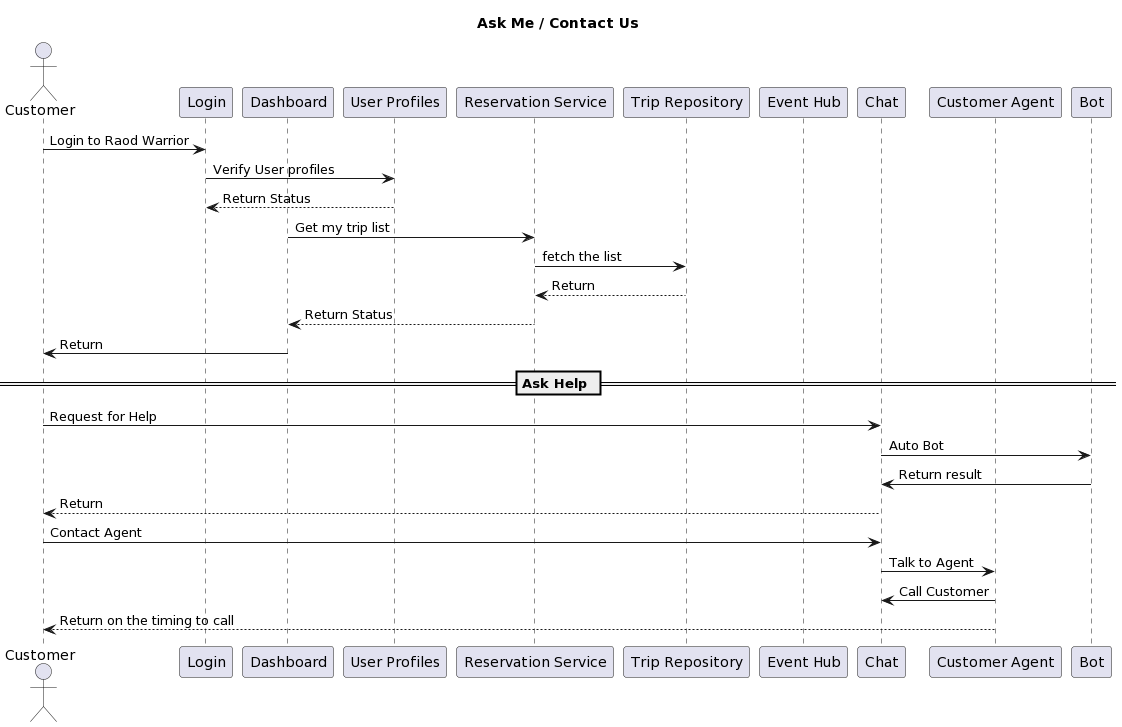 Ask Me / Contact Us
Customer
Login
Dashboard
User Profiles
Reservation Service
Trip Repository
Event Hub
Chat
Customer Agent
Bot
Login to Raod Warrior
Verify User profiles
Return Status
Get my trip list
fetch the list
Return
Return Status
Return
Ask Help
Request for Help
Auto Bot
Return result
Return
Contact Agent
Talk to Agent
Call Customer
Return on the timing to call
Customer
Login
Dashboard
User Profiles
Reservation Service
Trip Repository
Event Hub
Chat
Customer Agent
Bot